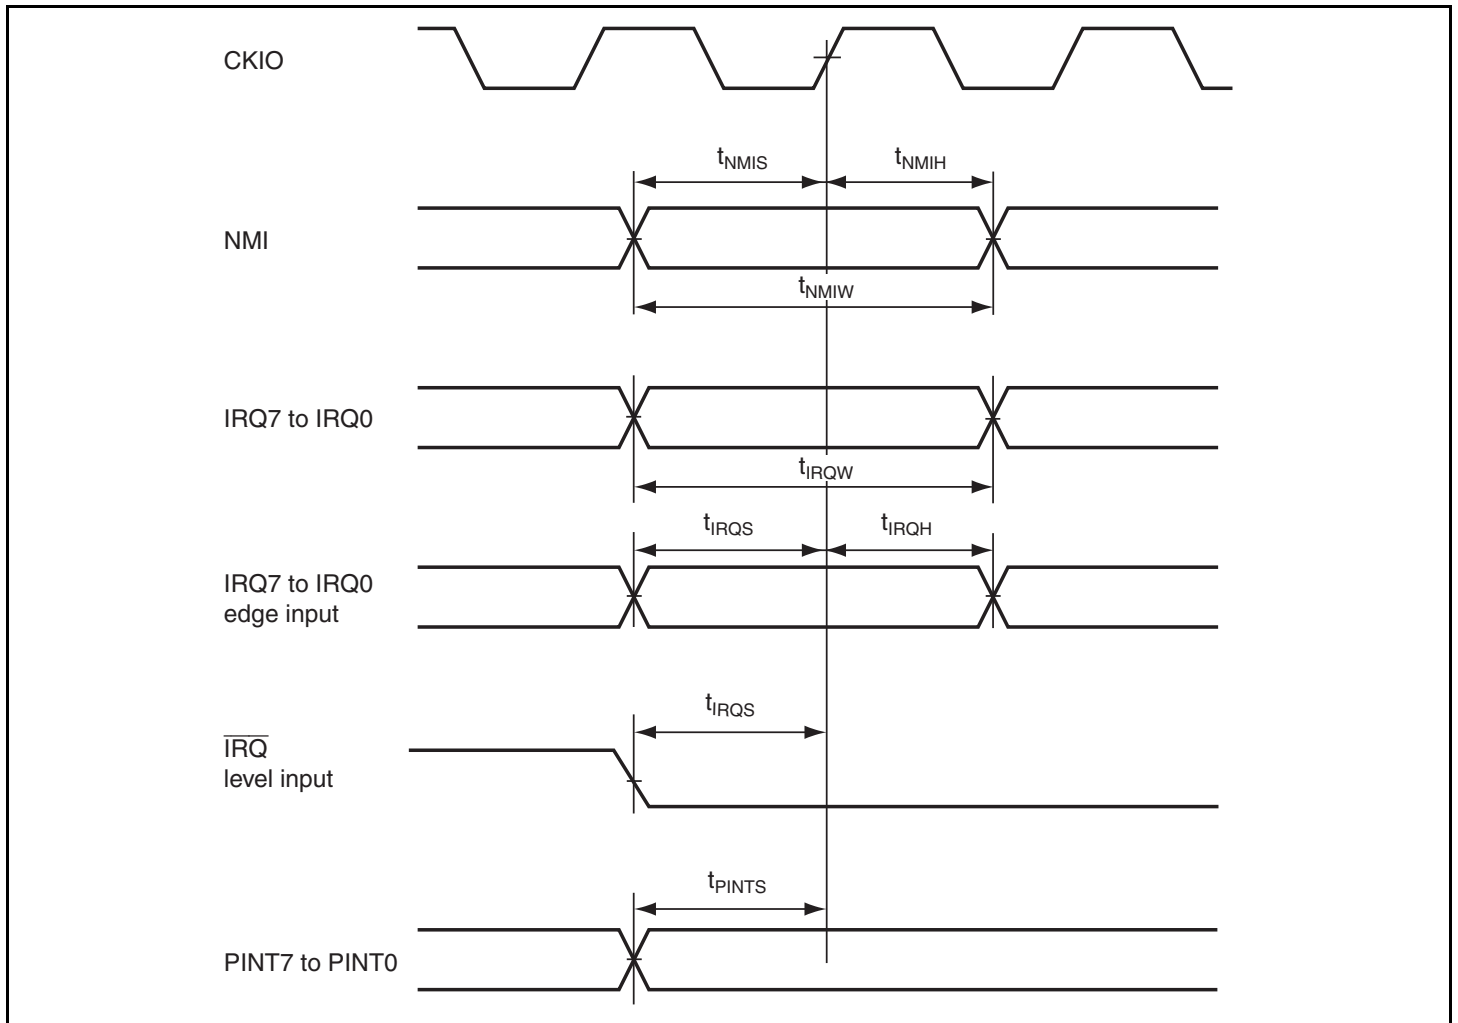 CKIO
tNMIS
tNMIH
NMI
tNMIW
IRQ7 to IRQ0
tIRQW
tIRQS
tIRQH
IRQ7 to IRQ0
edge input
tIRQS
I̅R̅Q̅
level input
tPINTS
PINT7 to PINT0